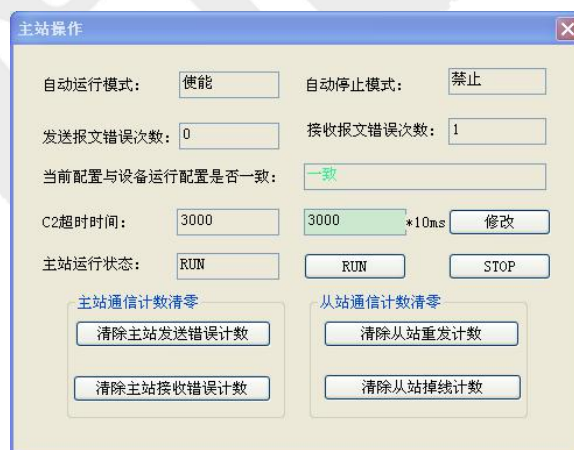 主站操作
自动运行模式： 使能 自动停止模式： 禁止
发送报文错误次数： 0 接收报文错误次数： 1
当前配置与设备运行配置是否一致： 一致
C2超时时间： 3000 3000 *10ms 修改
主站运行状态： RUN RUN STOP
主站通信计数清零 从站通信计数清零
清除主站发送错误计数 清除从站重发计数
清除主站接收错误计数 清除从站掉线计数